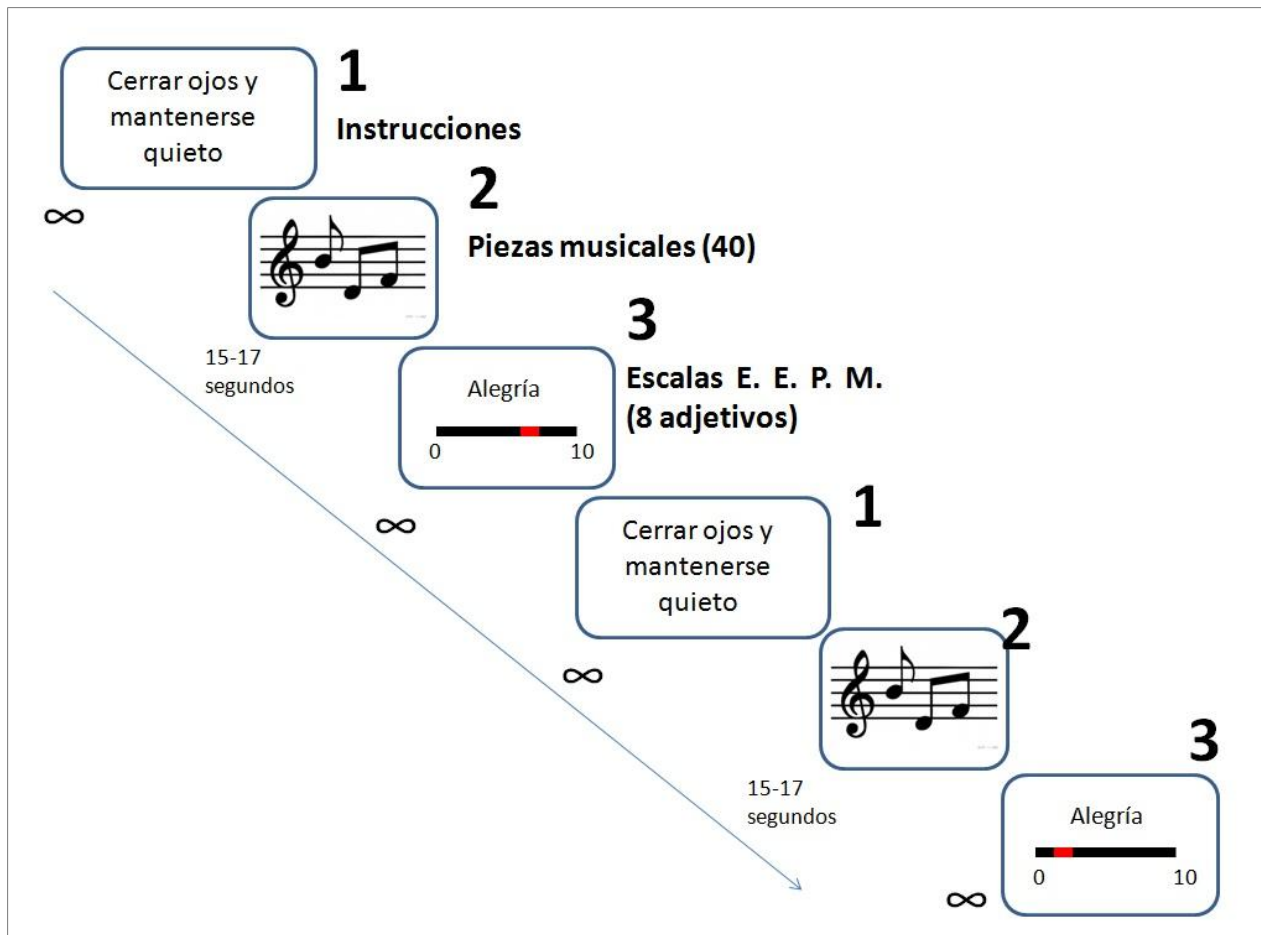 Cerrar ojos y
mantenerse
quieto
1
Instrucciones
∞
2
Piezas musicales (40)
15-17
segundos
3
Escalas E. E. P. M.
(8 adjetivos)
Alegría
0 10
∞
1
Cerrar ojos y
mantenerse
quieto
∞
2
15-17
segundos
3
Alegría
0 10
∞